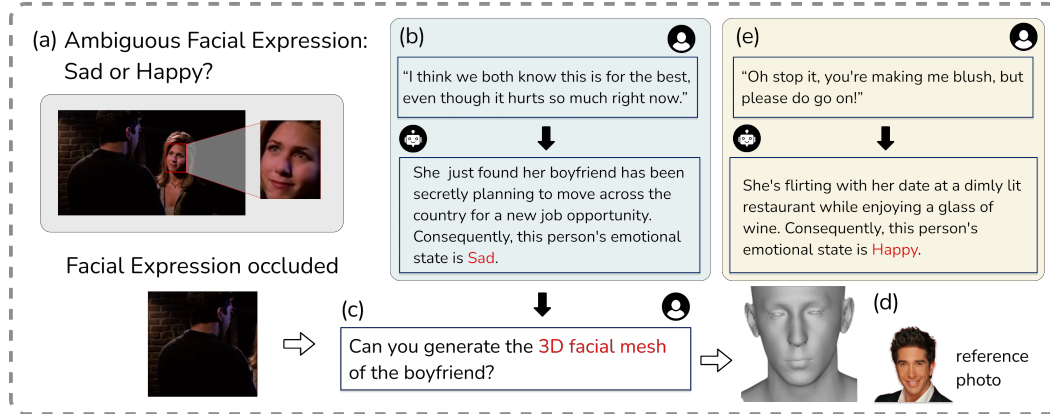 (a) Ambiguous Facial Expression:
Sad or Happy?
Facial Expression occluded
(b)
“I think we both know this is for the best,
even though it hurts so much right now.”
She just found her boyfriend has been
secretly planning to move across the
country for a new job opportunity.
Consequently, this person's emotional
state is Sad.
(e)
“Oh stop it, you're making me blush, but
please do go on!”
She's flirting with her date at a dimly lit
restaurant while enjoying a glass of
wine. Consequently, this person's
emotional state is Happy.
(c)
Can you generate the 3D facial mesh
of the boyfriend?
(d)
reference
photo